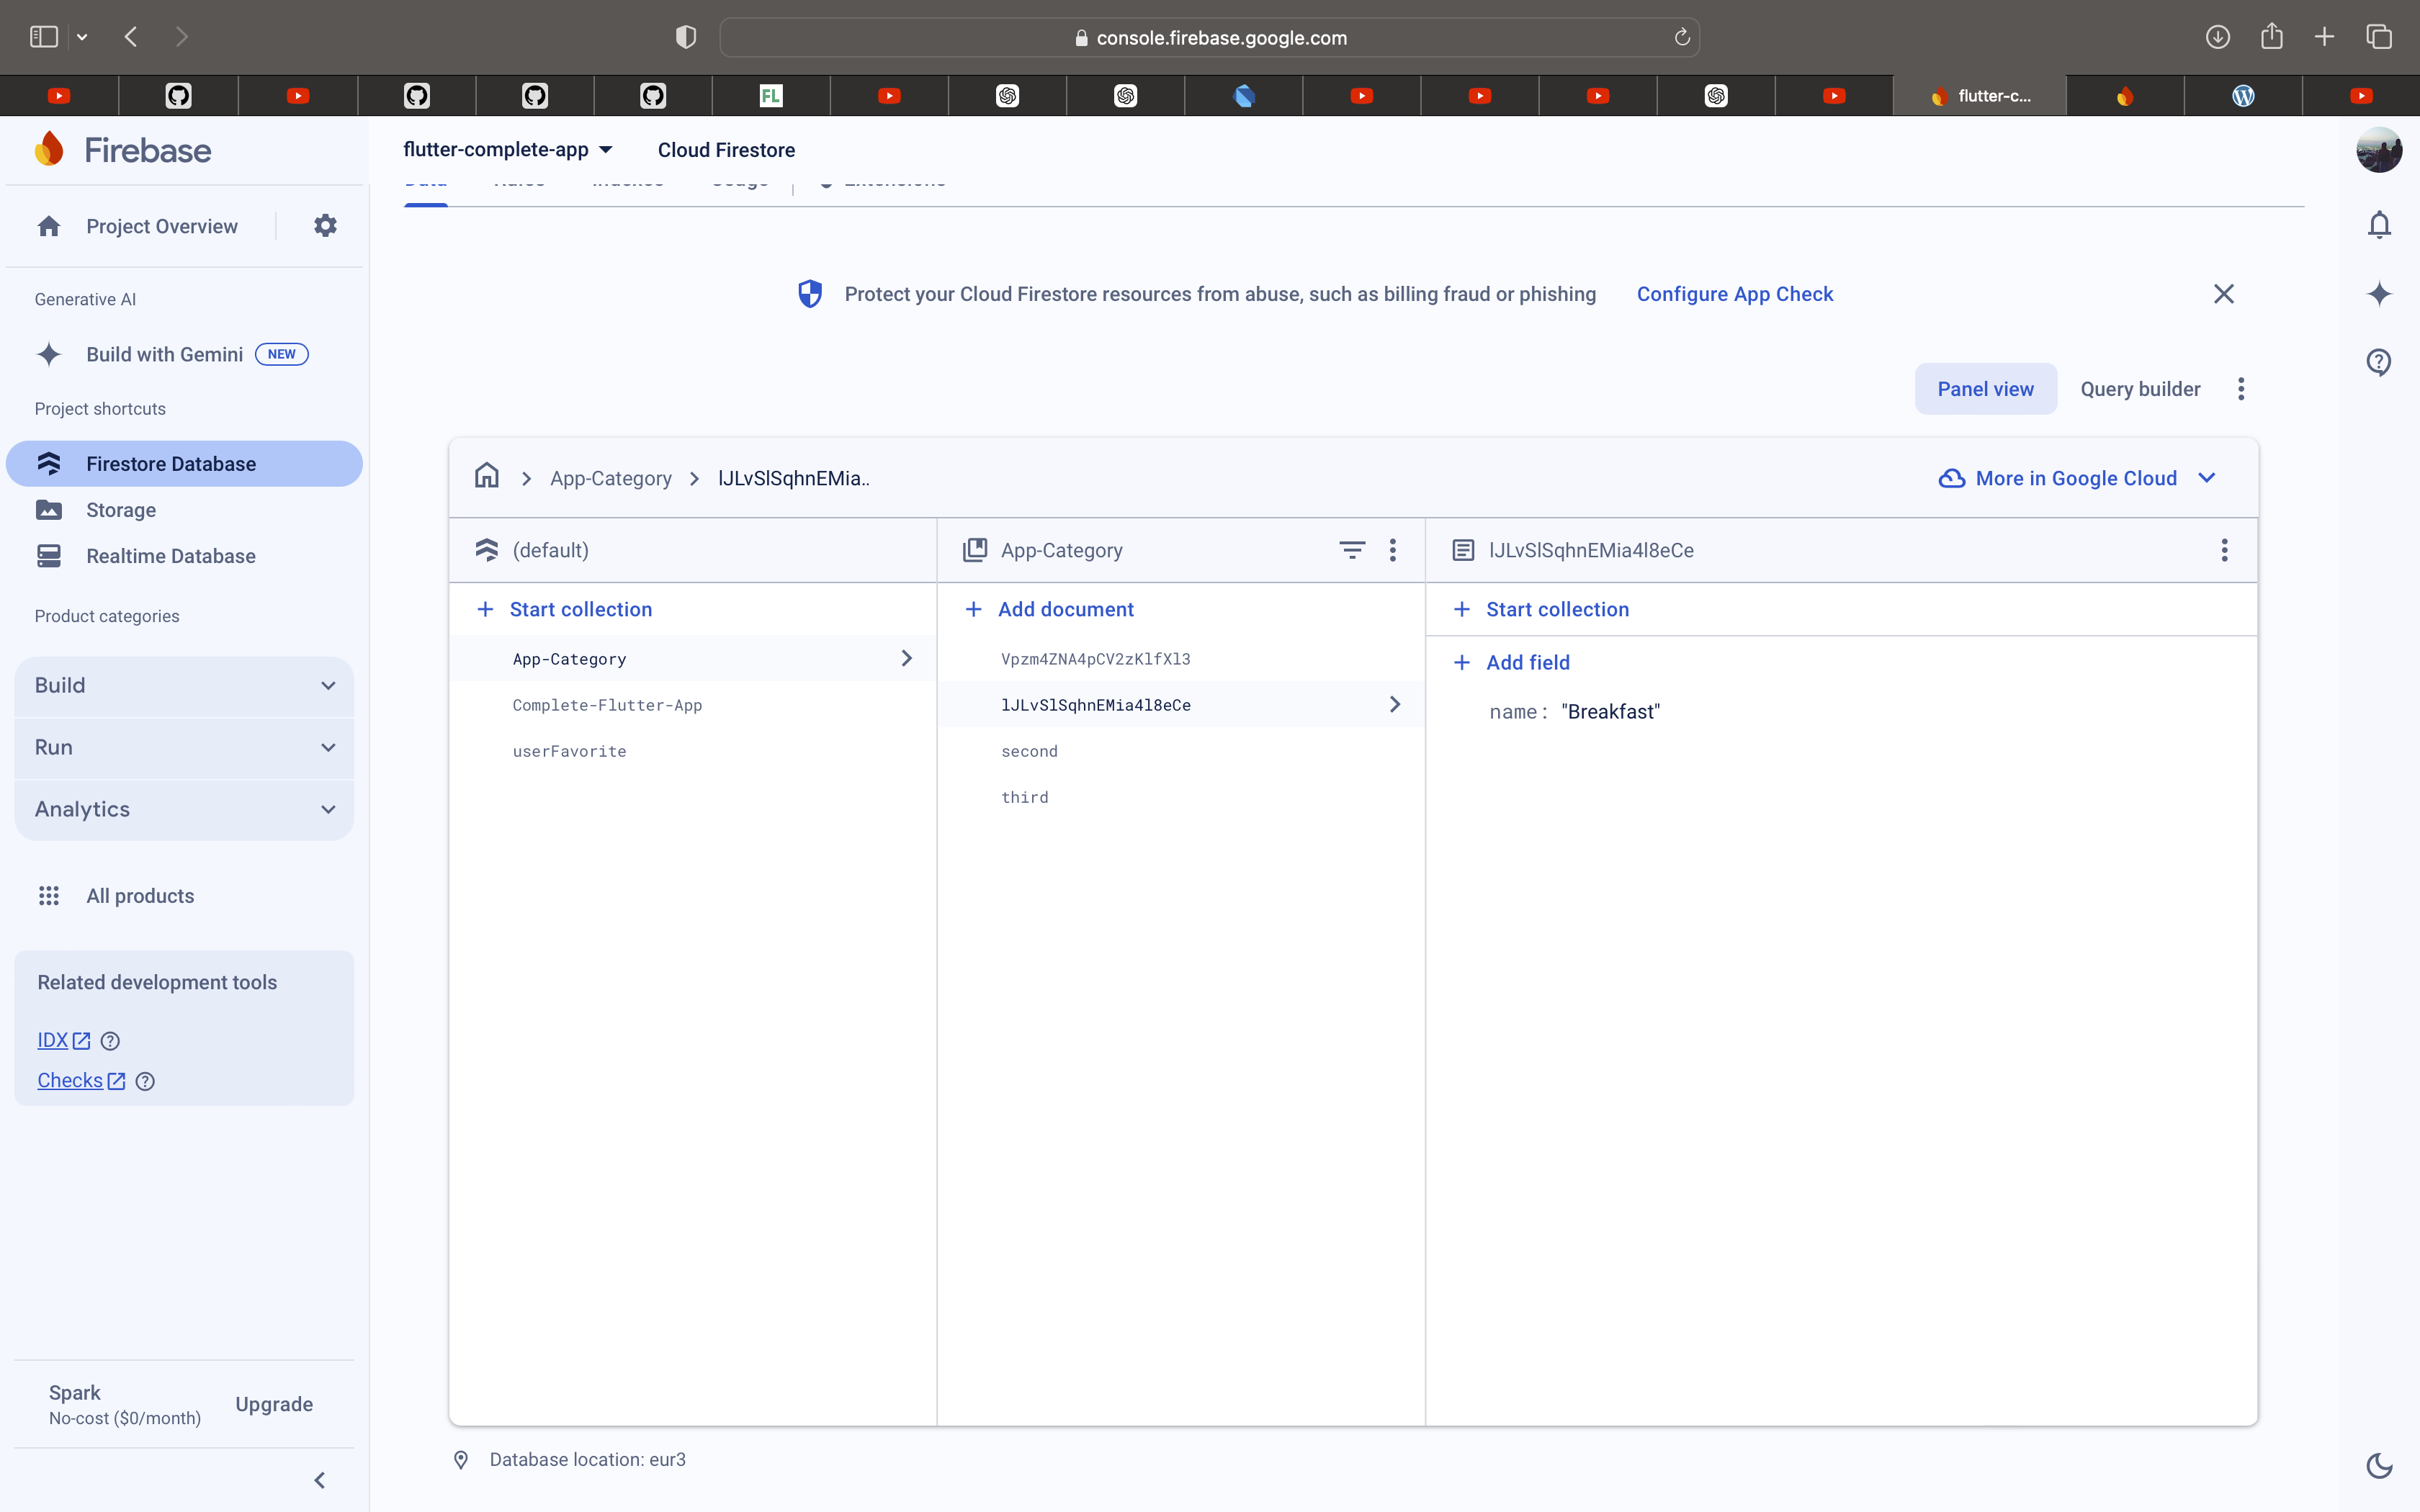 console.firebase.google.com
FL
flutter-c...
Firebase
flutter-complete-app
Cloud Firestore
Data
Rules
Indexes
Usage
Extensions
Project Overview
Generative AI
Build with Gemini
NEW
Project shortcuts
Firestore Database
Storage
Realtime Database
Product categories
Build
Run
Analytics
All products
Related development tools
IDX
Checks
Spark
No-cost ($0/month)
Upgrade
Protect your Cloud Firestore resources from abuse, such as billing fraud or phishing
Configure App Check
Panel view
Query builder
App-Category
lJLvSlSqhnEMia..
More in Google Cloud
(default)
Start collection
App-Category
Complete-Flutter-App
userFavorite
App-Category
Add document
Vpzm4ZNA4pCV2zKlfXl3
lJLvSlSqhnEMia4l8eCe
second
third
lJLvSlSqhnEMia4l8eCe
Start collection
Add field
name: "Breakfast"
Database location: eur3